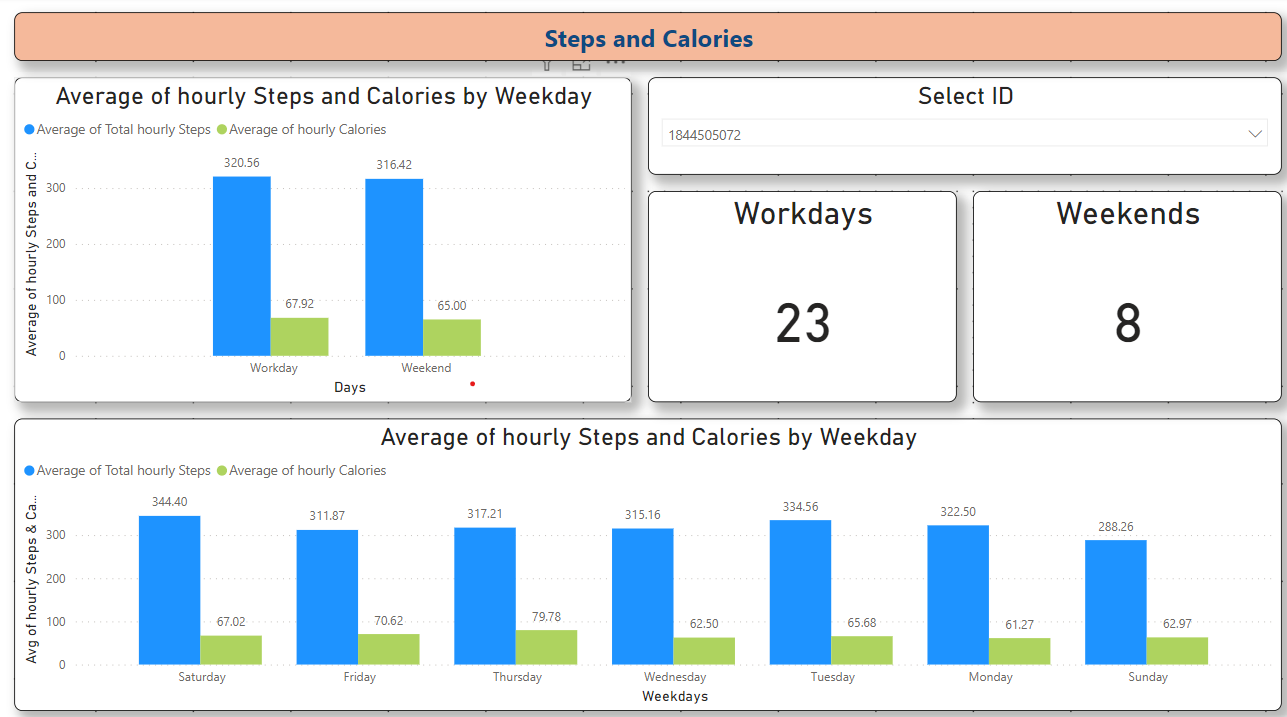 Steps and Calories
Average of hourly Steps and Calories by Weekday
Average of Total hourly Steps Average of hourly Calories
Average of hourly Steps and C...
300
200
100
0
320.56
67.92
316.42
65.00
Workday Weekend
Days
Select ID
1844505072
Workdays
23
Weekends
8
Average of hourly Steps and Calories by Weekday
Average of Total hourly Steps Average of hourly Calories
Avg of hourly Steps & Ca...
300
200
100
0
344.40
67.02
311.87
70.62
317.21
79.78
315.16
62.50
334.56
65.68
322.50
61.27
288.26
62.97
Saturday Friday Thursday Wednesday Tuesday Monday Sunday
Weekdays